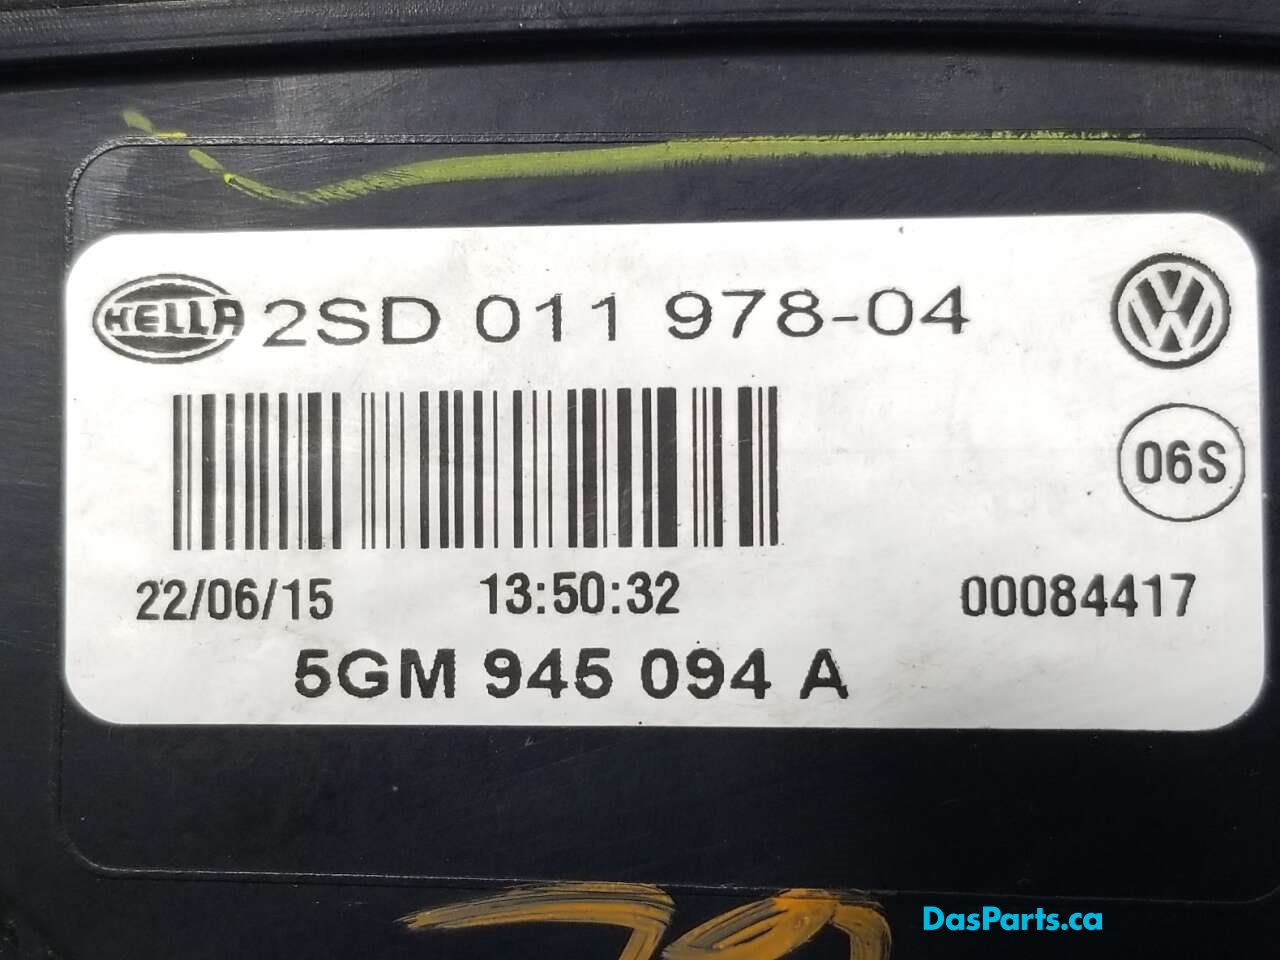 HELLA 2SD 011 978-04
06S
22/06/15 13:50:32 00084417
5GM 945 094 A
DasParts.ca